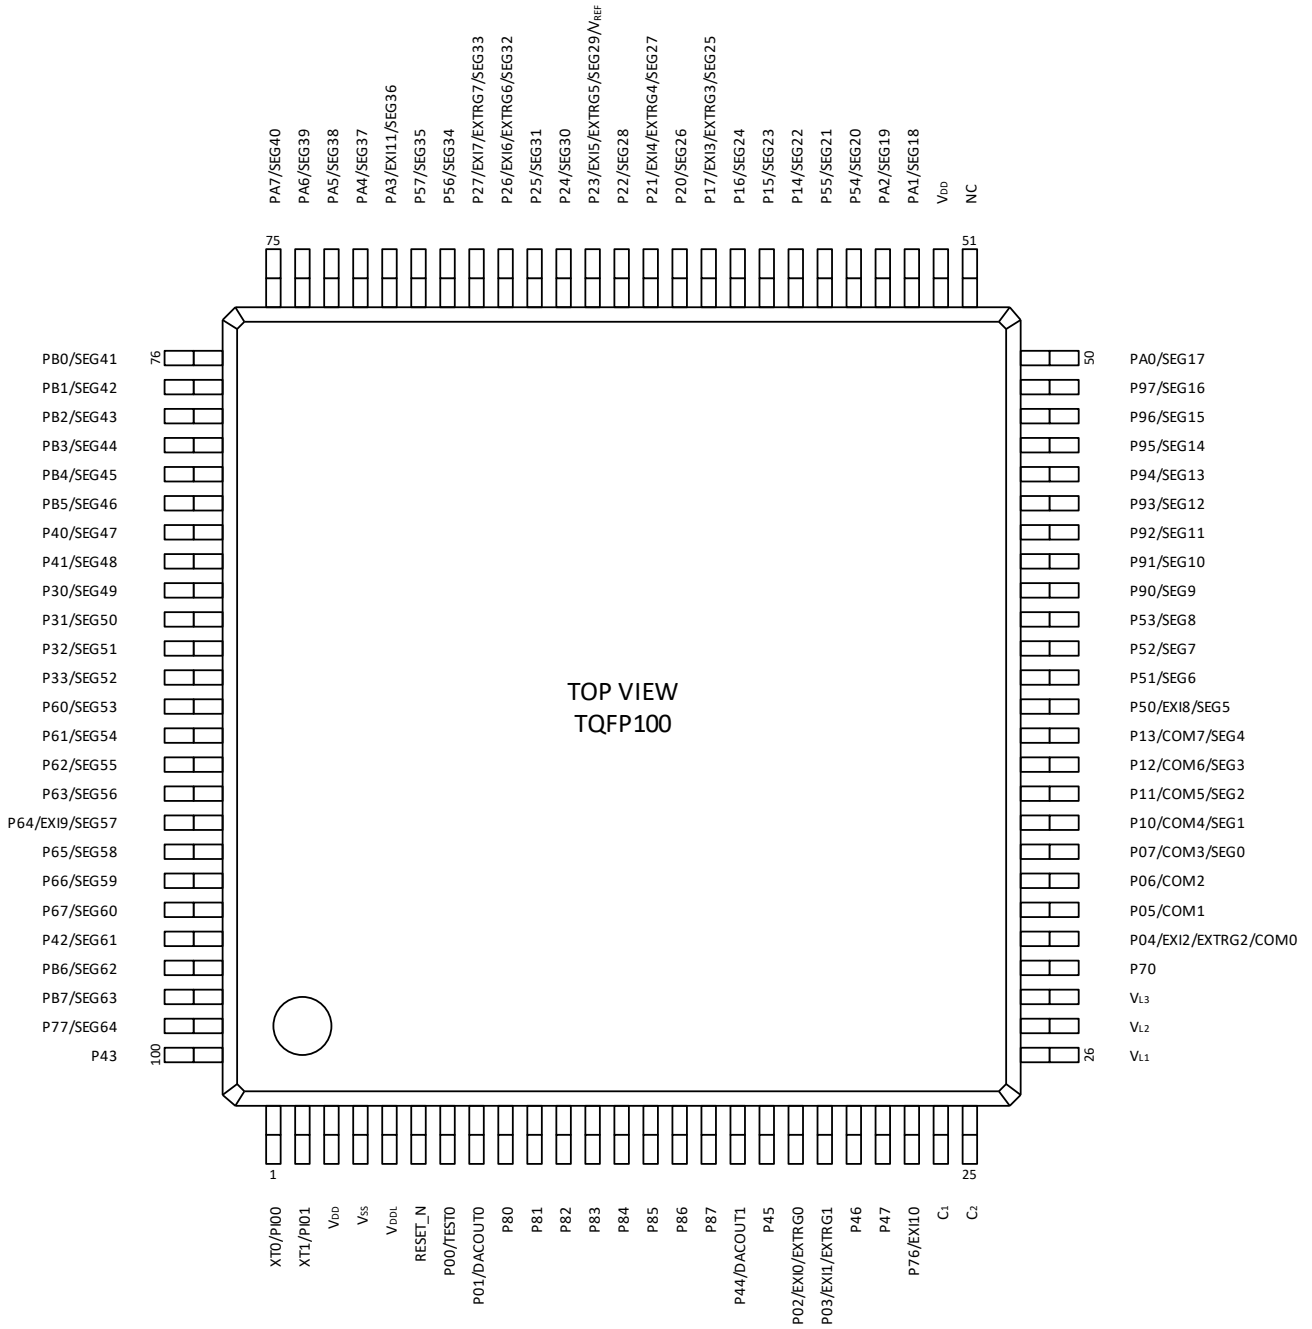 PA7/SEG40
PA6/SEG39
PA5/SEG38
PA4/SEG37
PA3/EXI11/SEG36
P57/SEG35
P56/SEG34
P27/EXI7/EXTRG7/SEG33
P26/EXI6/EXTRG6/SEG32
P25/SEG31
P24/SEG30
P23/EXI5/EXTRG5/SEG29/VREF
P22/SEG28
P21/EXI4/EXTRG4/SEG27
P20/SEG26
P17/EXI3/EXTRG3/SEG25
P16/SEG24
P15/SEG23
P14/SEG22
P55/SEG21
P54/SEG20
PA2/SEG19
PA1/SEG18
VDD
NC
75
51
PB0/SEG41
76
PB1/SEG42
PB2/SEG43
PB3/SEG44
PB4/SEG45
PB5/SEG46
P40/SEG47
P41/SEG48
P30/SEG49
P31/SEG50
P32/SEG51
P33/SEG52
P60/SEG53
P61/SEG54
P62/SEG55
P63/SEG56
P64/EXI9/SEG57
P65/SEG58
P66/SEG59
P67/SEG60
P42/SEG61
PB6/SEG62
PB7/SEG63
P77/SEG64
P43
100
TOP VIEW
TQFP100
50
PA0/SEG17
P97/SEG16
P96/SEG15
P95/SEG14
P94/SEG13
P93/SEG12
P92/SEG11
P91/SEG10
P90/SEG9
P53/SEG8
P52/SEG7
P51/SEG6
P50/EXI8/SEG5
P13/COM7/SEG4
P12/COM6/SEG3
P11/COM5/SEG2
P10/COM4/SEG1
P07/COM3/SEG0
P06/COM2
P05/COM1
P04/EXI2/EXTRG2/COM0
P70
VL3
VL2
26
VL1
1
25
XT0/PI00
XT1/PI01
VDD
VSS
VDDL
RESET_N
P00/TEST0
P01/DACOUT0
P80
P81
P82
P83
P84
P85
P86
P87
P44/DACOUT1
P45
P02/EXI0/EXTRG0
P03/EXI1/EXTRG1
P46
P47
P76/EXI10
C1
C2